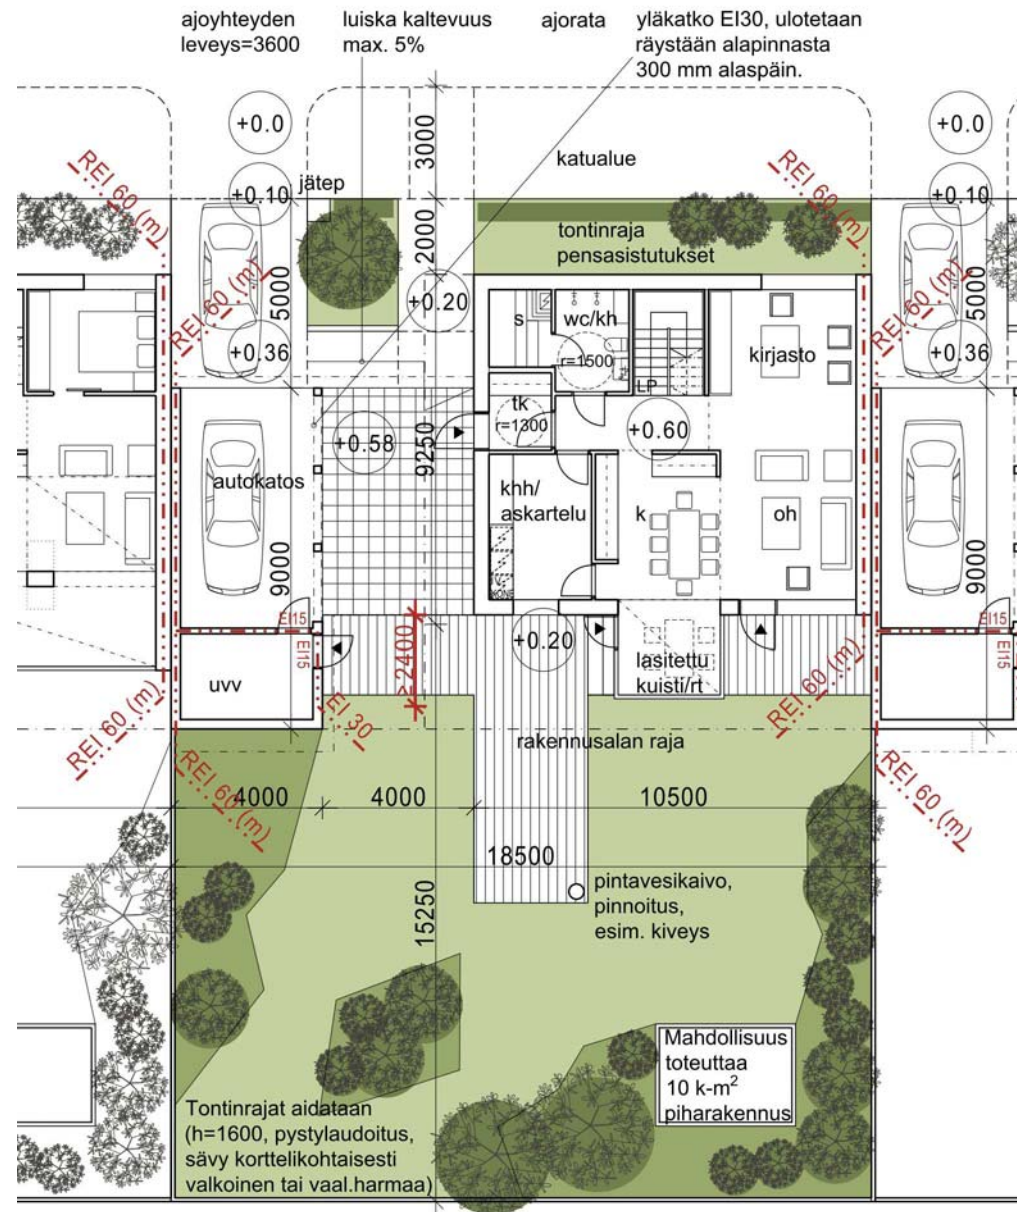 ajoyhteyden
leveys=3600
luiska kaltevuus
max. 5%
ajorata
yläkatko EI30, ulotetaan
räystään alapinnasta
300 mm alaspäin.
+0.0
+0.0
3000
katualue
REI 60 (m)
REI 60 (m)
+0.10
jätep
+0.10
2000
tontinraja
pensasistutukset
REI 60 (m)
5000
+0.20
5000
s
wc/kh
r=1500
kirjasto
+0.36
+0.36
LP
tk
r=1300
+0.58
9250
+0.60
autokatos
khh/
askartelu
k
oh
9000
9000
KONE
EI15
EI15
EI15
EI15
≥ 2400
+0.20
lasitettu
kuisti/rt
uvv
REI 60 (m)
EI 30
REI 60 (m)
rakennusalan raja
REI 60 (m)
REI 60 (m)
4000
4000
10500
18500
pintavesikaivo,
pinnoitus,
esim. kiveys
15250
Mahdollisuus
toteuttaa
10 k-m²
piharakennus
Tontinrajat aidataan
(h=1600, pystylaudoitus,
sävy korttelikohtaisesti
valkoinen tai vaal.harmaa)